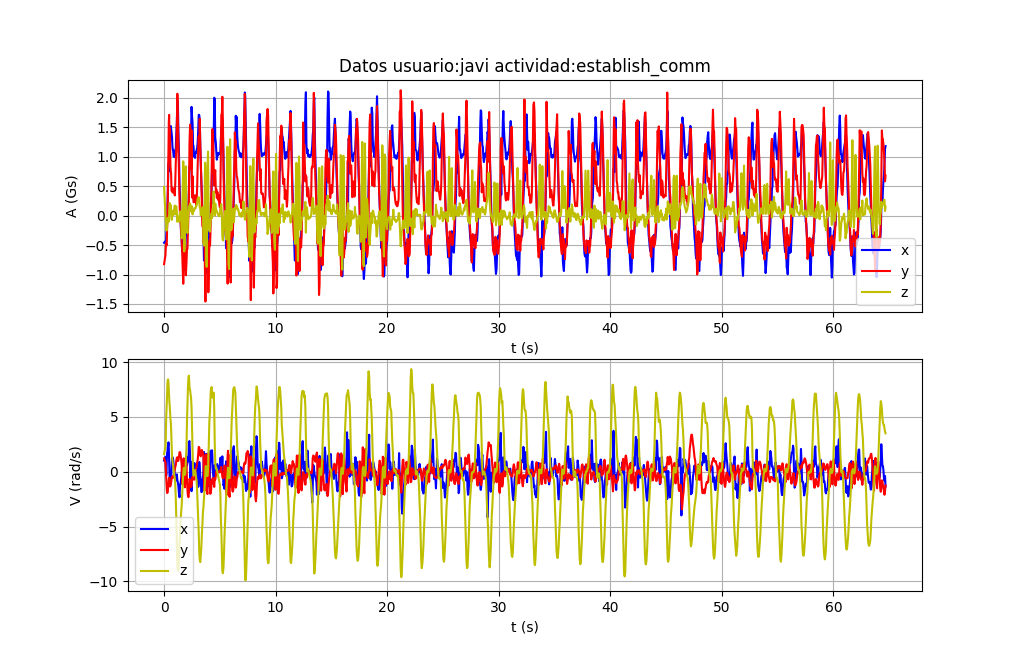 Datos usuario:javi actividad:establish_comm
2.0
1.5
1.0
0.5
0.0
−0.5
−1.0
−1.5
A (Gs)
x
y
z
0 10 20 30 40 50 60
t (s)
10
5
0
−5
−10
V (rad/s)
x
y
z
0 10 20 30 40 50 60
t (s)